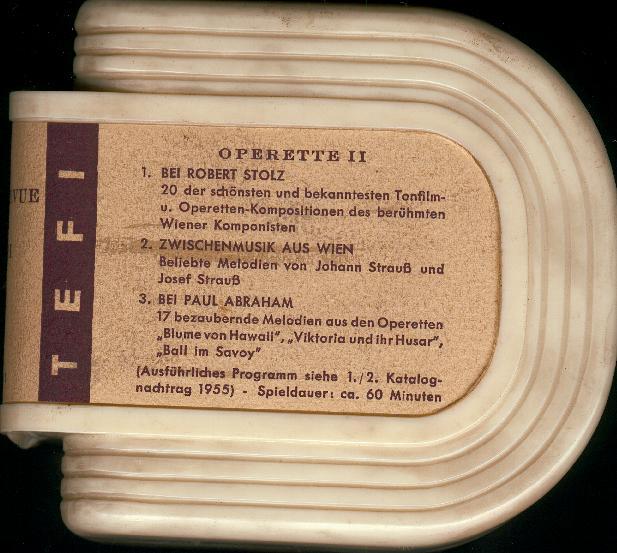 OPERETTE II
1. BEI ROBERT STOLZ
20 der schönsten und bekanntesten Tonfilm-
u. Operetten-Kompositionen des berühmten
Wiener Komponisten
2. ZWISCHENMUSIK AUS WIEN
Beliebte Melodien von Johann Strauß und
Josef Strauß
3. BEI PAUL ABRAHAM
17 bezaubernde Melodien aus den Operetten
„Blume von Hawaii", „Viktoria und ihr Husar",
„Ball im Savoy"
(Ausführliches Programm siehe 1./2. Katalog-
nachtrag 1955) - Spieldauer: ca. 60 Minuten
TEFI
VUE